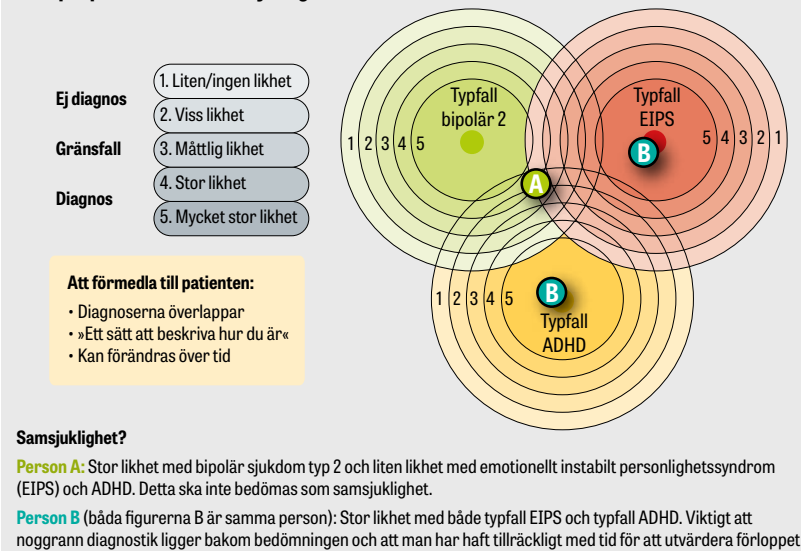 Ej diagnos
Gränsfall
Diagnos
1. Liten/ingen likhet
2. Viss likhet
3. Måttlig likhet
4. Stor likhet
5. Mycket stor likhet
Typfall
bipolär 2
1 2 3 4 5
Typfall
EIPS
B
5 4 3 2 1
A
1 2 3 4 5
B
Typfall
ADHD
Att förmedla till patienten:
• Diagnoserna överlappar
• »Ett sätt att beskriva hur du är«
• Kan förändras över tid
Samsjuklighet?
Person A: Stor likhet med bipolär sjukdom typ 2 och liten likhet med emotionellt instabilt personlighetssyndrom
(EIPS) och ADHD. Detta ska inte bedömas som samsjuklighet.
Person B (båda figurerna B är samma person): Stor likhet med både typfall EIPS och typfall ADHD. Viktigt att
noggrann diagnostik ligger bakom bedömningen och att man har haft tillräckligt med tid för att utvärdera förloppet